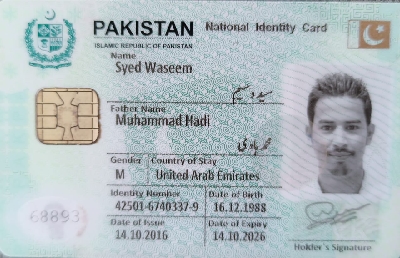 PAKISTAN National Identity Card
ISLAMIC REPUBLIC OF PAKISTAN
Name
Syed Waseem
سید وسیم
Father Name
Muhammad Hadi
محمد ہادی
Gender Country of Stay
M United Arab Emirates
Identity Number Date of Birth
42501-6740337-9 16.12.1988
68893
Date of Issue Date of Expiry
14.10.2016 14.10.2026
Holder's Signature